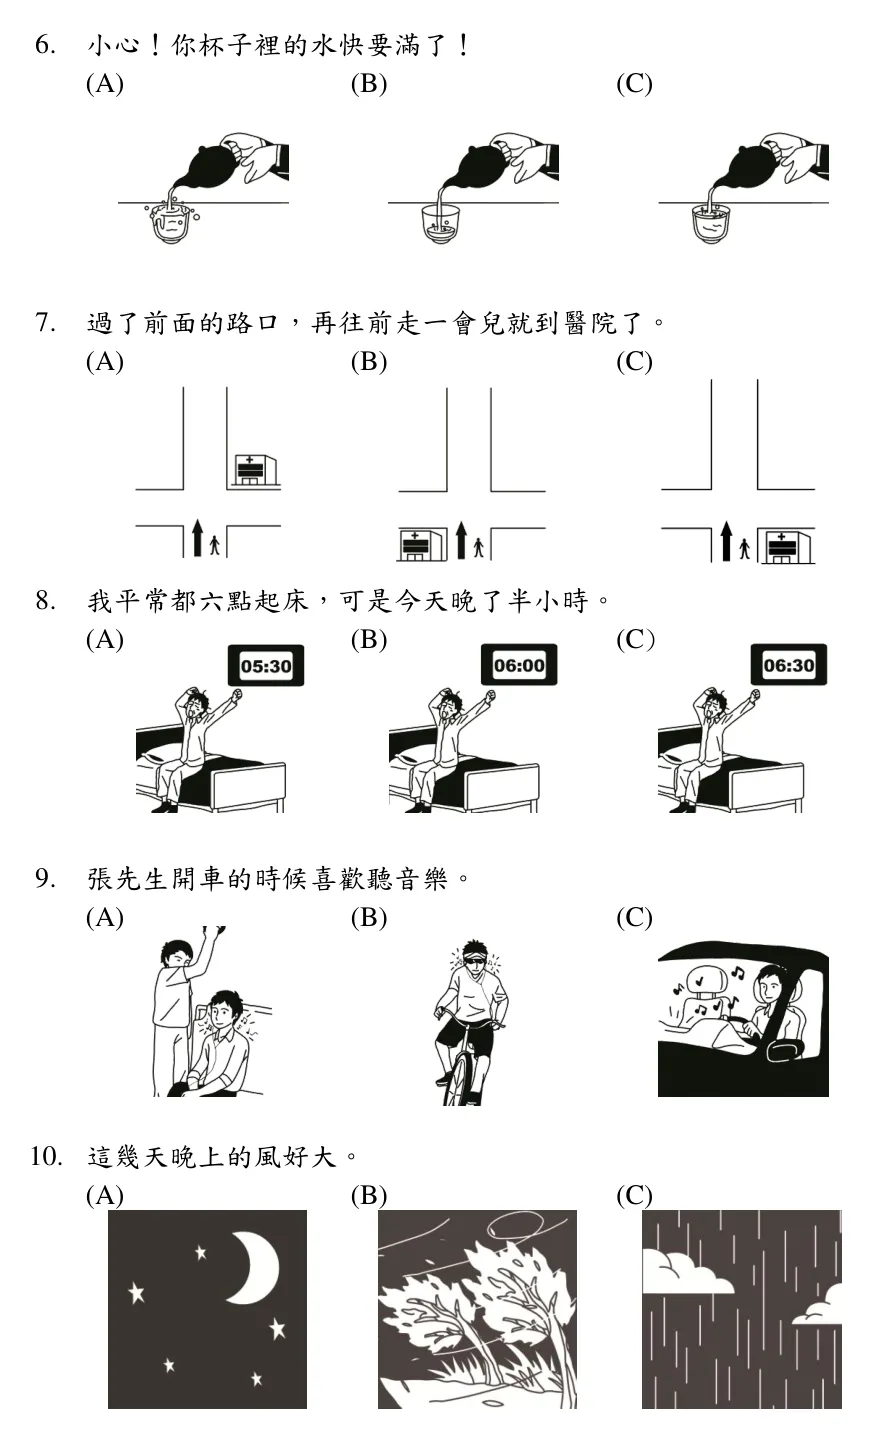 6. 小心！你杯子裡的水快要滿了！
(A) (B) (C)
7. 過了前面的路口，再往前走一會兒就到醫院了。
(A) (B) (C)
8. 我平常都六點起床，可是今天晚了半小時。
(A) (B) (C）
05:30 06:00 06:30
9. 張先生開車的時候喜歡聽音樂。
(A) (B) (C)
10. 這幾天晚上的風好大。
(A) (B) (C)